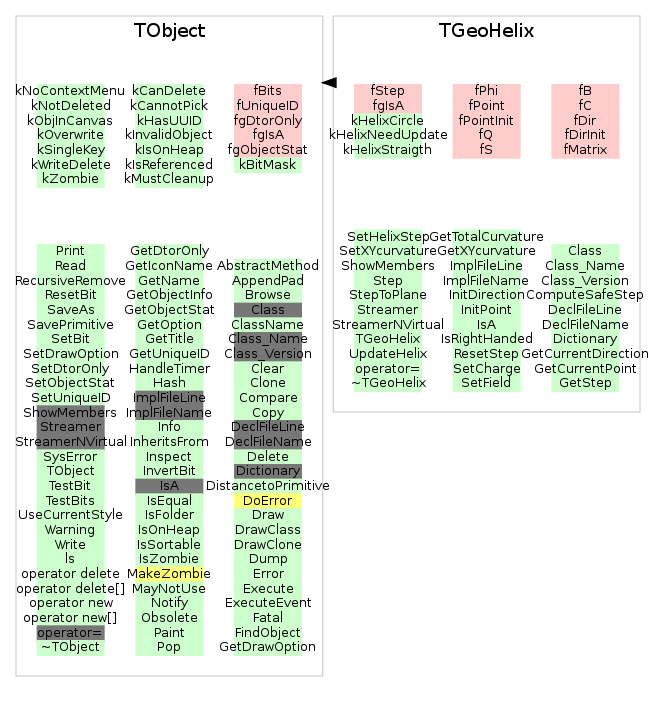 TObject
kNoContextMenu
kNotDeleted
kObjInCanvas
kOverwrite
kSingleKey
kWriteDelete
kZombie
kCanDelete
kCannotPick
kHasUUID
kInvalidObject
kIsOnHeap
kIsReferenced
kMustCleanup
fBits
fUniqueID
fgDtorOnly
fgIsA
fgObjectStat
kBitMask
Print
Read
RecursiveRemove
ResetBit
SaveAs
SavePrimitive
SetBit
SetDrawOption
SetDtorOnly
SetObjectStat
SetUniqueID
ShowMembers
Streamer
StreamerNVirtual
SysError
TObject
TestBit
TestBits
UseCurrentStyle
Warning
Write
ls
operator delete
operator delete[]
operator new
operator new[]
operator=
~TObject
GetDtorOnly
GetIconName
GetName
GetObjectInfo
GetObjectStat
GetOption
GetTitle
GetUniqueID
HandleTimer
Hash
ImplFileLine
ImplFileName
Info
InheritsFrom
Inspect
InvertBit
IsA
IsEqual
IsFolder
IsOnHeap
IsSortable
IsZombie
MakeZombie
MayNotUse
Notify
Obsolete
Paint
Pop
AbstractMethod
AppendPad
Browse
Class
ClassName
Class_Name
Class_Version
Clear
Clone
Compare
Copy
DeclFileLine
DeclFileName
Delete
Dictionary
DistancetoPrimitive
DoError
Draw
DrawClass
DrawClone
Dump
Error
Execute
ExecuteEvent
Fatal
FindObject
GetDrawOption
TGeoHelix
fStep
fgIsA
kHelixCircle
kHelixNeedUpdate
kHelixStraigth
fPhi
fPoint
fPointInit
fQ
fS
fB
fC
fDir
fDirInit
fMatrix
SetHelixStep
SetXYcurvature
ShowMembers
Step
StepToPlane
Streamer
StreamerNVirtual
TGeoHelix
UpdateHelix
operator=
~TGeoHelix
GetTotalCurvature
GetXYcurvature
ImplFileLine
ImplFileName
InitDirection
InitPoint
IsA
IsRightHanded
ResetStep
SetCharge
SetField
Class
Class_Name
Class_Version
ComputeSafeStep
DeclFileLine
DeclFileName
Dictionary
GetCurrentDirection
GetCurrentPoint
GetStep